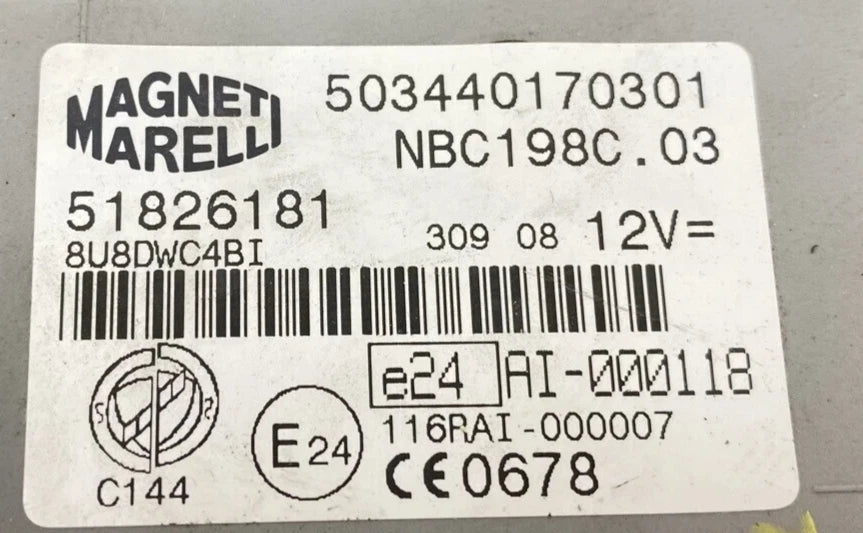 MAGNETI
MARELLI
503440170301
NBC198C.03
51826181
309 08 12V=
8U8DWC4BI
e24 AI-000118
116RAI-000007
E24
CE0678
C144